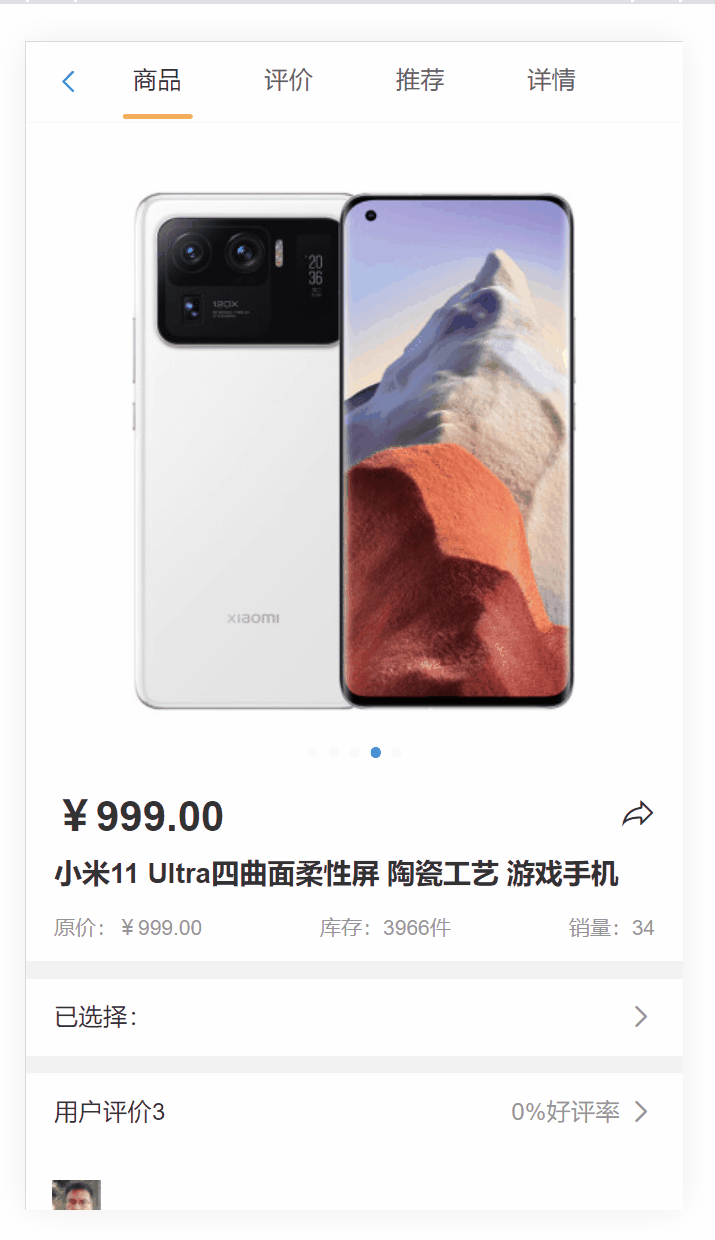 商品 评价 推荐 详情
20
36
120X
xiaomi
￥999.00
小米11 Ultra四曲面柔性屏 陶瓷工艺 游戏手机
原价：￥999.00 库存：3966件 销量：34
已选择：
用户评价3 0%好评率